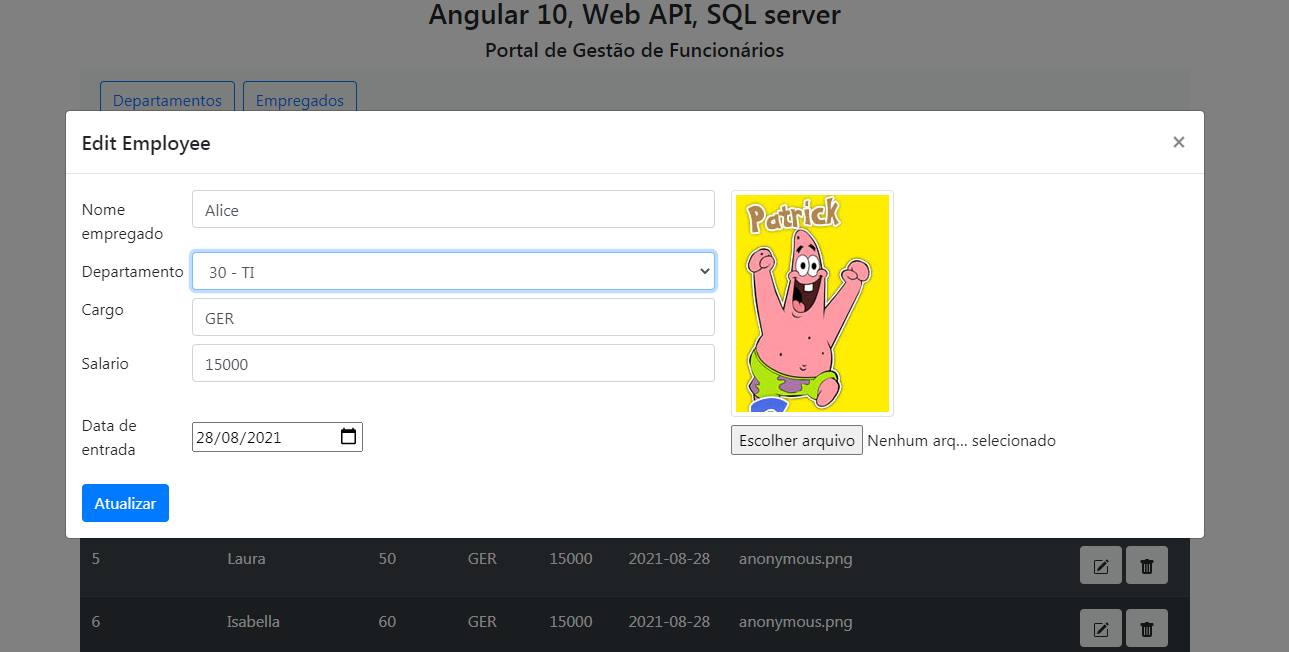 Angular 10, Web API, SQL server
Portal de Gestão de Funcionários
Departamentos Empregados
Edit Employee ×
Nome empregado Alice
Patrick
Departamento 30 - TI
Cargo GER
Salario 15000
Data de entrada 28/08/2021
Escolher arquivo Nenhum arq... selecionado
Atualizar
5 Laura 50 GER 15000 2021-08-28 anonymous.png
6 Isabella 60 GER 15000 2021-08-28 anonymous.png